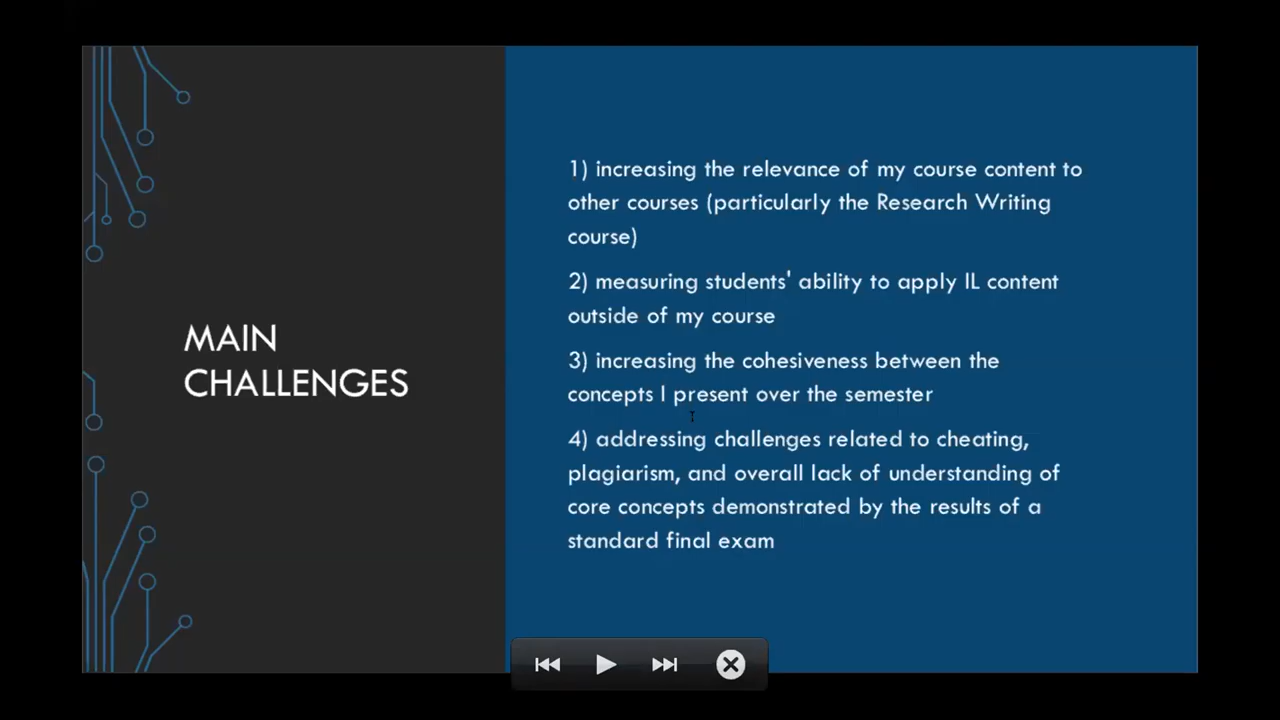 MAIN
CHALLENGES
1) increasing the relevance of my course content to
other courses (particularly the Research Writing
course)
2) measuring students' ability to apply IL content
outside of my course
3) increasing the cohesiveness between the
concepts I present over the semester
4) addressing challenges related to cheating,
plagiarism, and overall lack of understanding of
core concepts demonstrated by the results of a
standard final exam